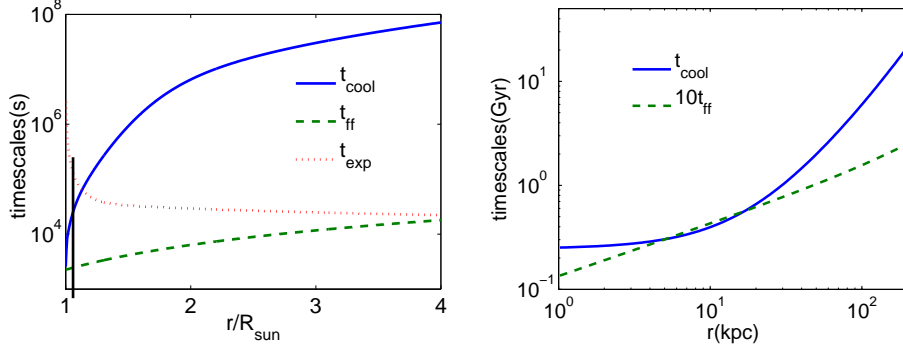 10^8
10^6
10^4
timescales(s)
t_cool
t_ff
t_exp
1 2 3 4
r/R_sun
10^1
10^0
10^-1
timescales(Gyr)
t_cool
10t_ff
10^0 10^1 10^2
r(kpc)